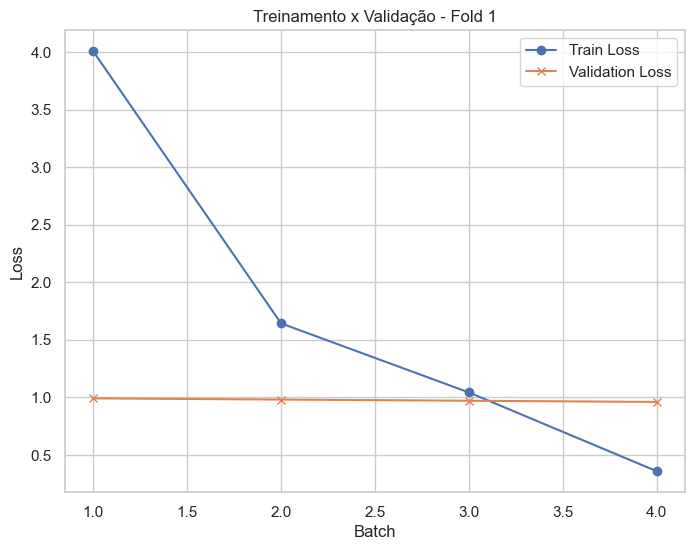 Treinamento x Validação - Fold 1
Train Loss
Validation Loss
4.0
3.5
3.0
2.5
2.0
1.5
1.0
0.5
Loss
1.0 1.5 2.0 2.5 3.0 3.5 4.0
Batch